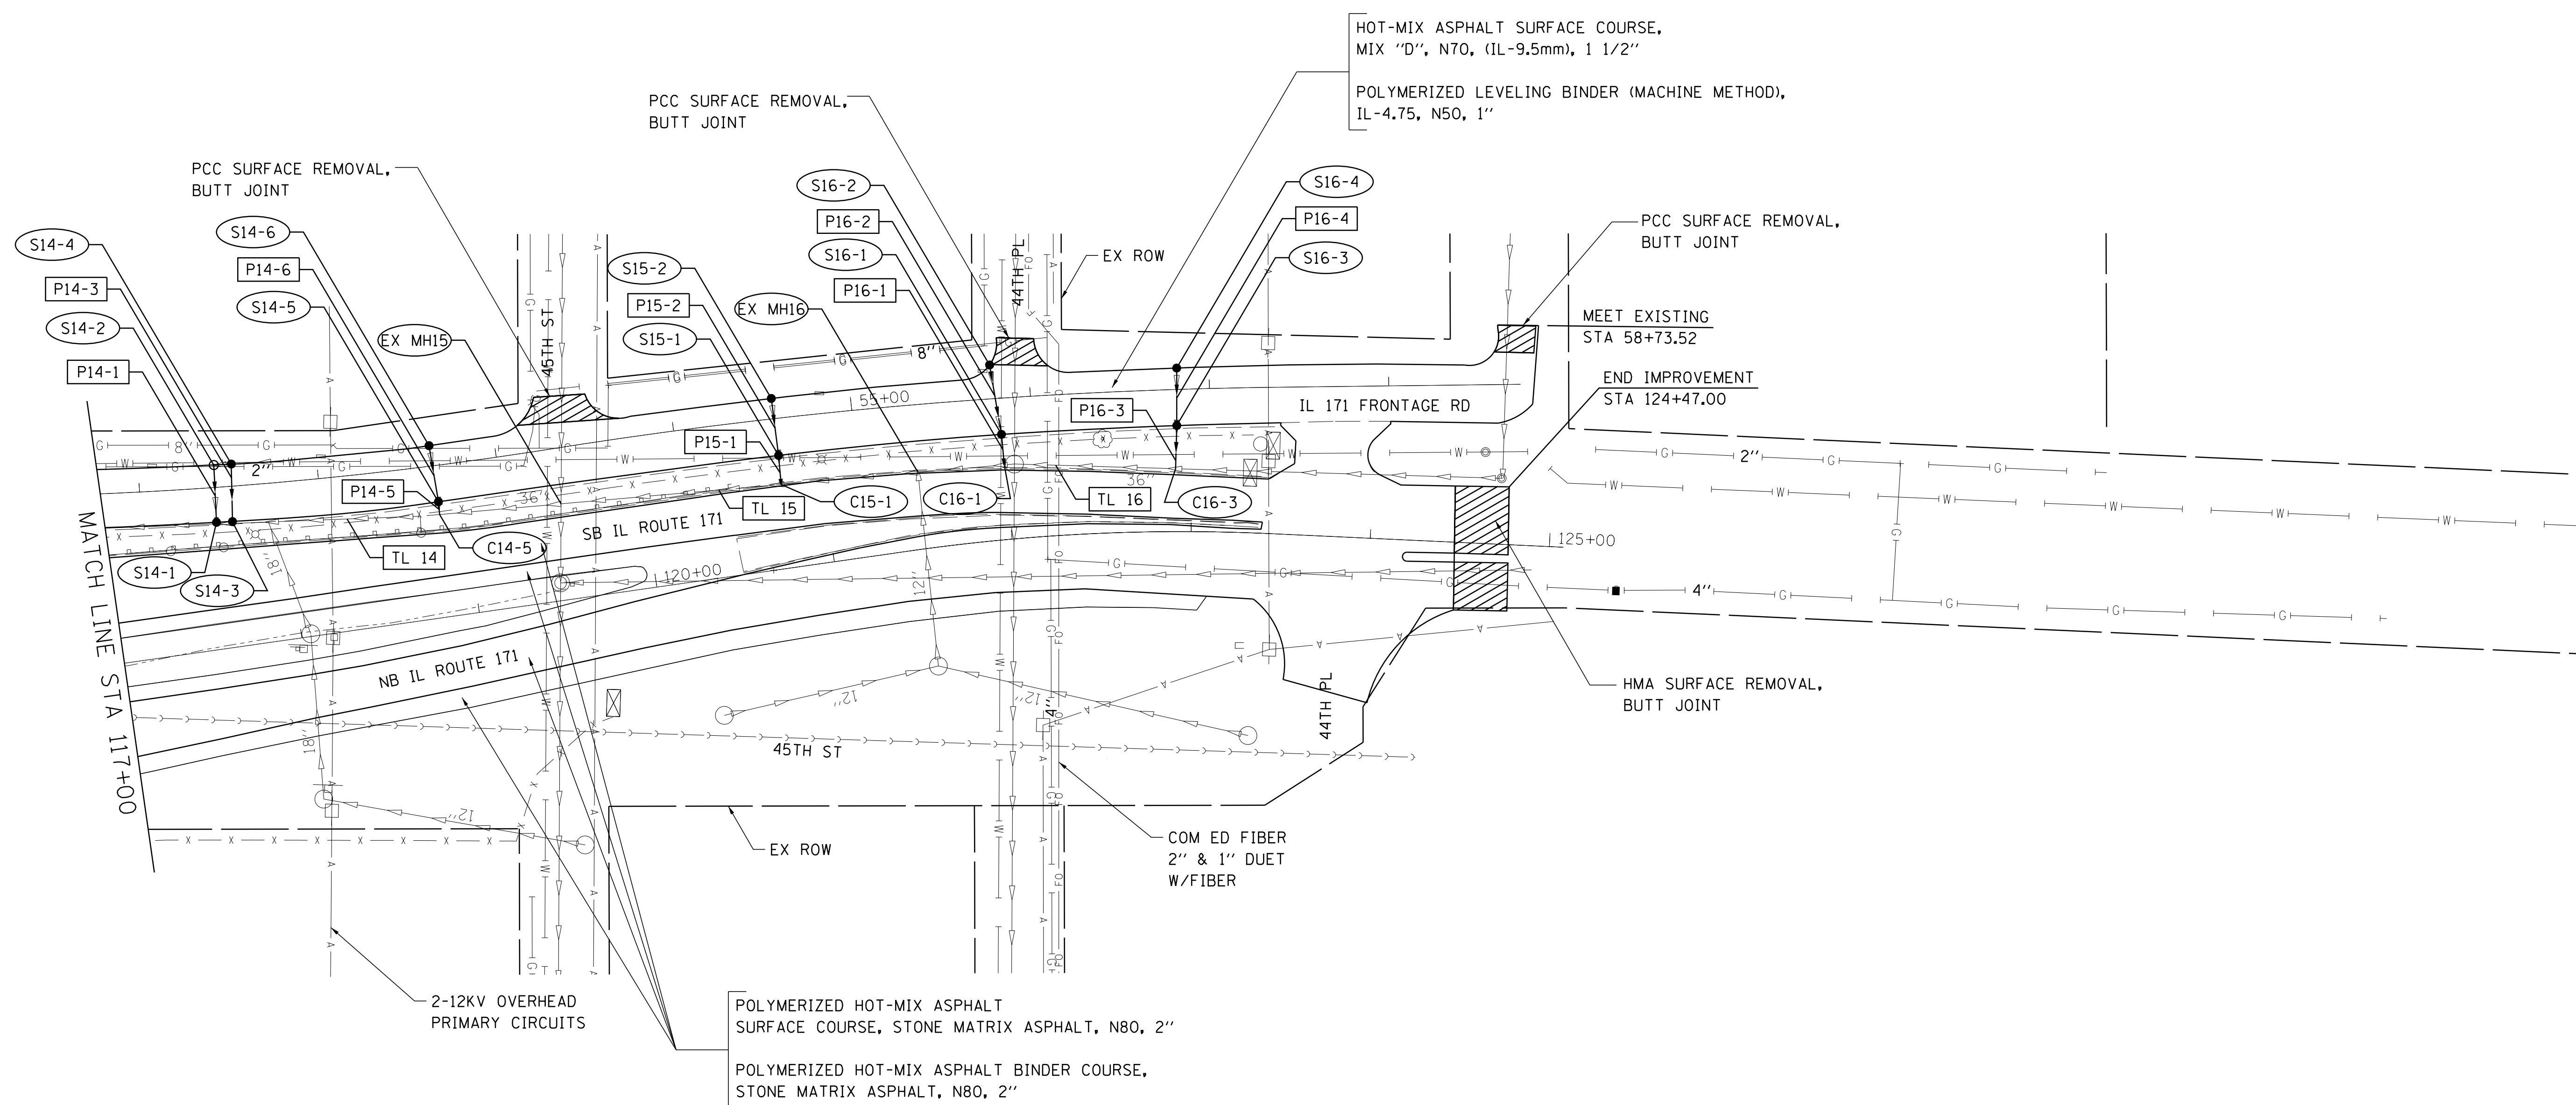 HOT-MIX ASPHALT SURFACE COURSE,
MIX "D", N70, (IL-9.5mm), 1 1/2"
POLYMERIZED LEVELING BINDER (MACHINE METHOD),
IL-4.75, N50, 1"
PCC SURFACE REMOVAL,
BUTT JOINT
PCC SURFACE REMOVAL,
BUTT JOINT
PCC SURFACE REMOVAL,
BUTT JOINT
S14-4
P14-3
S14-2
P14-1
S14-6
P14-6
S14-5
EX MH15
45TH ST
S15-2
P15-2
S15-1
EX MH16
S16-2
P16-2
S16-1
P16-1
44TH PL
EX ROW
S16-4
P16-4
S16-3
P16-3
MEET EXISTING
STA 58+73.52
END IMPROVEMENT
STA 124+47.00
IL 171 FRONTAGE RD
8"
55+00
8"
2"
P14-5
36"
P15-1
TL 15
C15-1
C16-1
TL 16
36"
C16-3
2"
MATCH LINE STA 117+00
S14-1
S14-3
18"
TL 14
C14-5
SB IL ROUTE 171
120+00
125+00
12"
4"
NB IL ROUTE 171
18"
12"
12"
4"
45TH ST
44TH PL
HMA SURFACE REMOVAL,
BUTT JOINT
12"
EX ROW
COM ED FIBER
2" & 1" DUET
W/FIBER
2-12KV OVERHEAD
PRIMARY CIRCUITS
POLYMERIZED HOT-MIX ASPHALT
SURFACE COURSE, STONE MATRIX ASPHALT, N80, 2"
POLYMERIZED HOT-MIX ASPHALT BINDER COURSE,
STONE MATRIX ASPHALT, N80, 2"